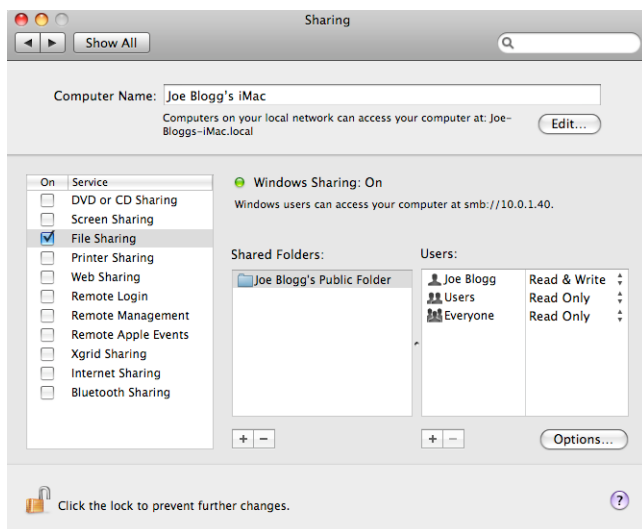 Sharing
Show All
Computer Name: Joe Blogg's iMac
Computers on your local network can access your computer at: Joe-
Bloggs-iMac.local
Edit...
On Service
DVD or CD Sharing
Screen Sharing
File Sharing
Printer Sharing
Web Sharing
Remote Login
Remote Management
Remote Apple Events
Xgrid Sharing
Internet Sharing
Bluetooth Sharing
Windows Sharing: On
Windows users can access your computer at smb://10.0.1.40.
Shared Folders:
Joe Blogg's Public Folder
Users:
Joe Blogg Read & Write
Users Read Only
Everyone Read Only
+ −
+ −
Options...
Click the lock to prevent further changes.
?